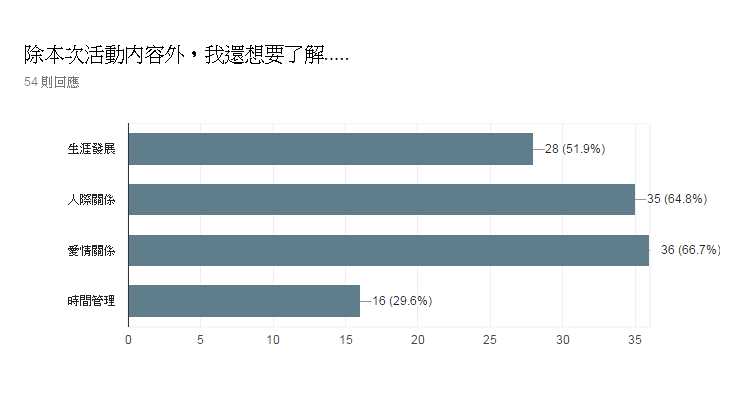 除本次活動內容外，我還想要了解.....
54 則回應
生涯發展
28 (51.9%)
人際關係
35 (64.8%)
愛情關係
36 (66.7%)
時間管理
16 (29.6%)
0 5 10 15 20 25 30 35